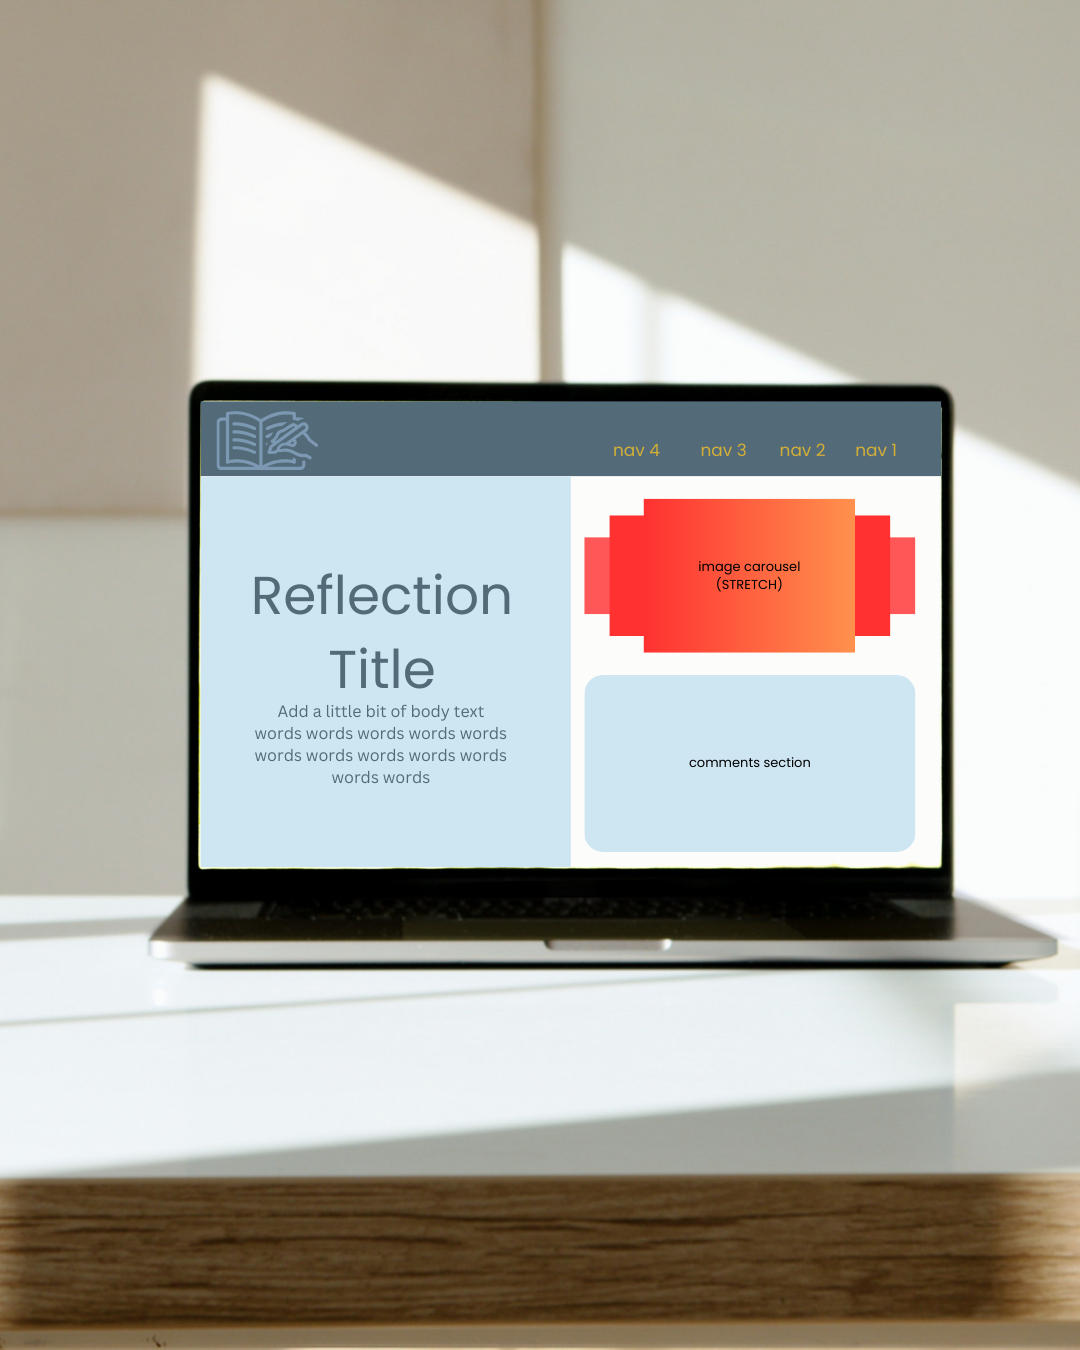 nav 4 nav 3 nav 2 nav 1
Reflection
Title
Add a little bit of body text
words words words words words
words words words words words
words words
image carousel
(STRETCH)
comments section